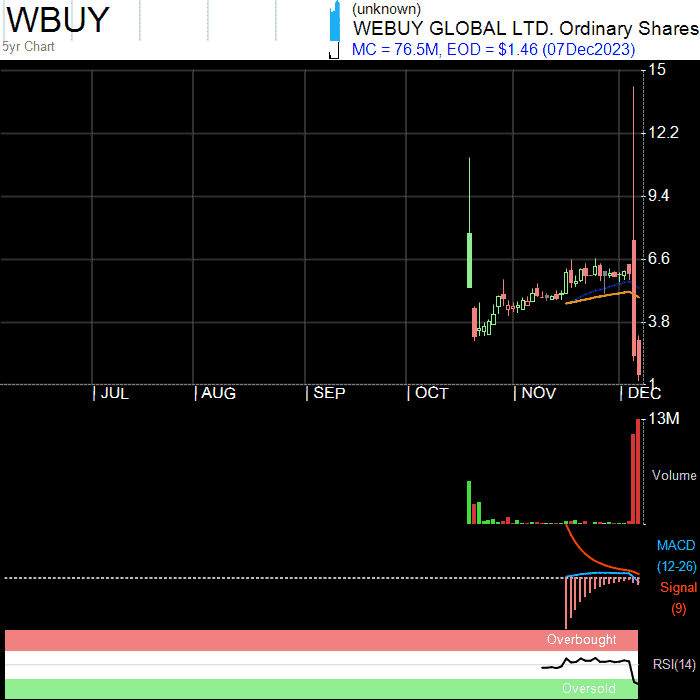 WBUY
5yr Chart
(unknown)
WEBUY GLOBAL LTD. Ordinary Shares
MC = 76.5M, EOD = $1.46 (07Dec2023)
15
12.2
9.4
6.6
3.8
1
JUL AUG SEP OCT NOV DEC
13M
Volume
MACD
(12-26)
Signal
(9)
Overbought
RSI(14)
Oversold